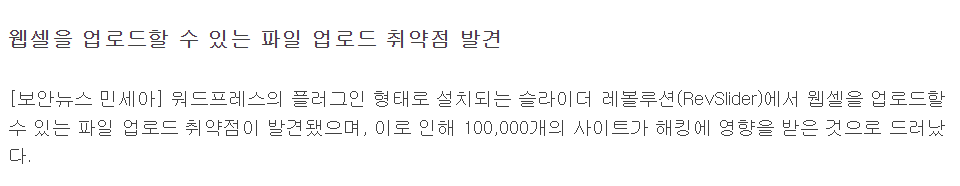 웹셀을 업로드할 수 있는 파일 업로드 취약점 발견
[보안뉴스 민세아] 워드프레스의 플러그인 형태로 설치되는 슬라이더 레볼루션(RevSlider)에서 웹셀을 업로드할
수 있는 파일 업로드 취약점이 발견됐으며, 이로 인해 100,000개의 사이트가 해킹에 영향을 받은 것으로 드러났
다.